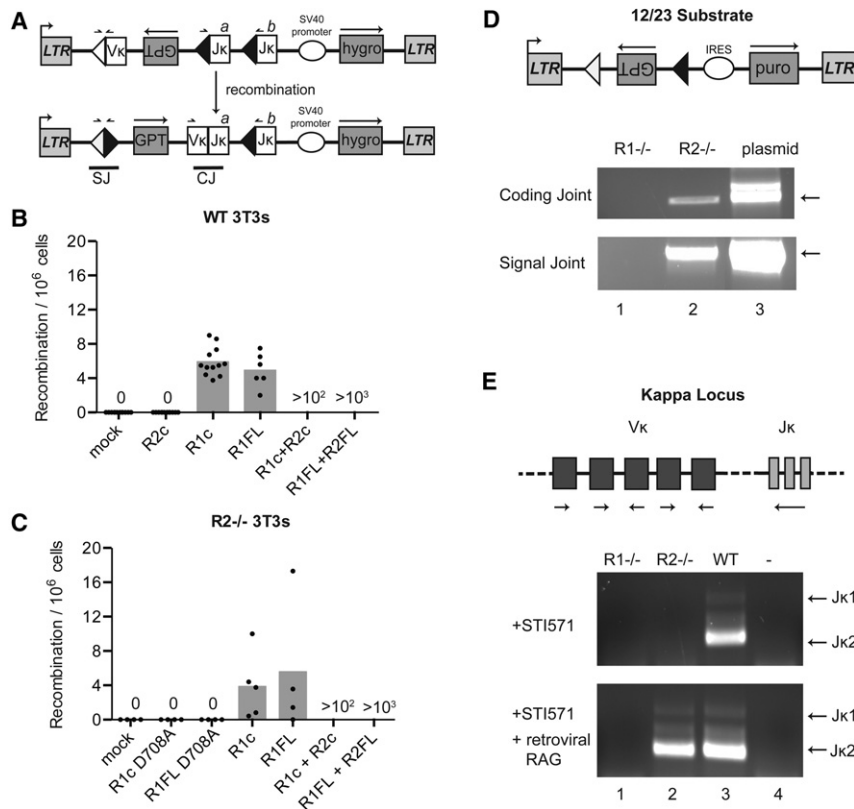 A
LTR
Vκ
GPT
Jκ
a
Jκ
b
SV40
promoter
hygro
LTR
recombination
LTR
GPT
Vκ
Jκ
a
Jκ
b
SV40
promoter
hygro
LTR
SJ
CJ
B
WT 3T3s
Recombination / 10⁶ cells
20
16
12
8
4
0
0
0
>10²
>10³
mock
R2c
R1c
R1FL
R1c+R2c
R1FL+R2FL
C
R2-/- 3T3s
Recombination / 10⁶ cells
20
16
12
8
4
0
0
0
0
>10²
>10³
mock
R1c D708A
R1FL D708A
R1c
R1FL
R1c + R2c
R1FL + R2FL
D
12/23 Substrate
LTR
GPT
IRES
puro
LTR
R1-/- R2-/- plasmid
Coding Joint
Signal Joint
1 2 3
E
Kappa Locus
Vκ Jκ
R1-/- R2-/- WT -
+STI571
Jκ1
Jκ2
+STI571
+ retroviral
RAG
Jκ1
Jκ2
1 2 3 4